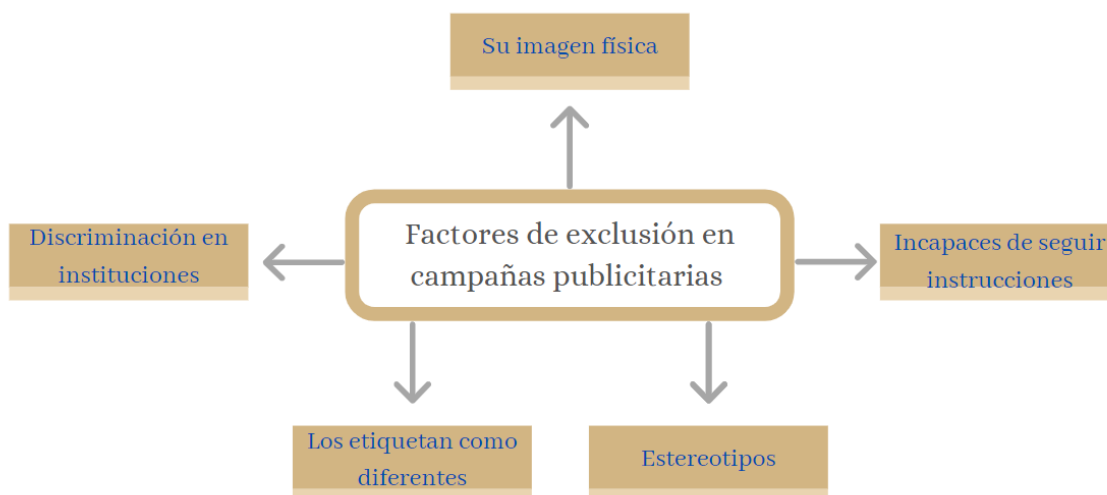 Su imagen física
Factores de exclusión en
campañas publicitarias
Discriminación en
instituciones
Incapaces de seguir
instrucciones
Los etiquetan como
diferentes
Estereotipos